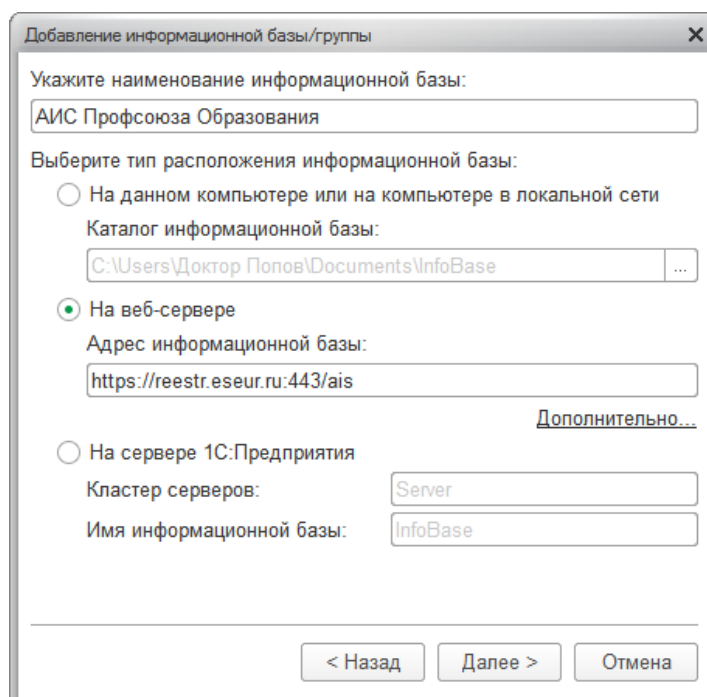 Добавление информационной базы/группы
Укажите наименование информационной базы:
АИС Профсоюза Образования
Выберите тип расположения информационной базы:
На данном компьютере или на компьютере в локальной сети
Каталог информационной базы:
C:\Users\Доктор Попов\Documents\InfoBase ...
На веб-сервере
Адрес информационной базы:
https://reestr.eseur.ru:443/ais
Дополнительно...
На сервере 1С:Предприятия
Кластер серверов: Server
Имя информационной базы: InfoBase
< Назад Далее > Отмена